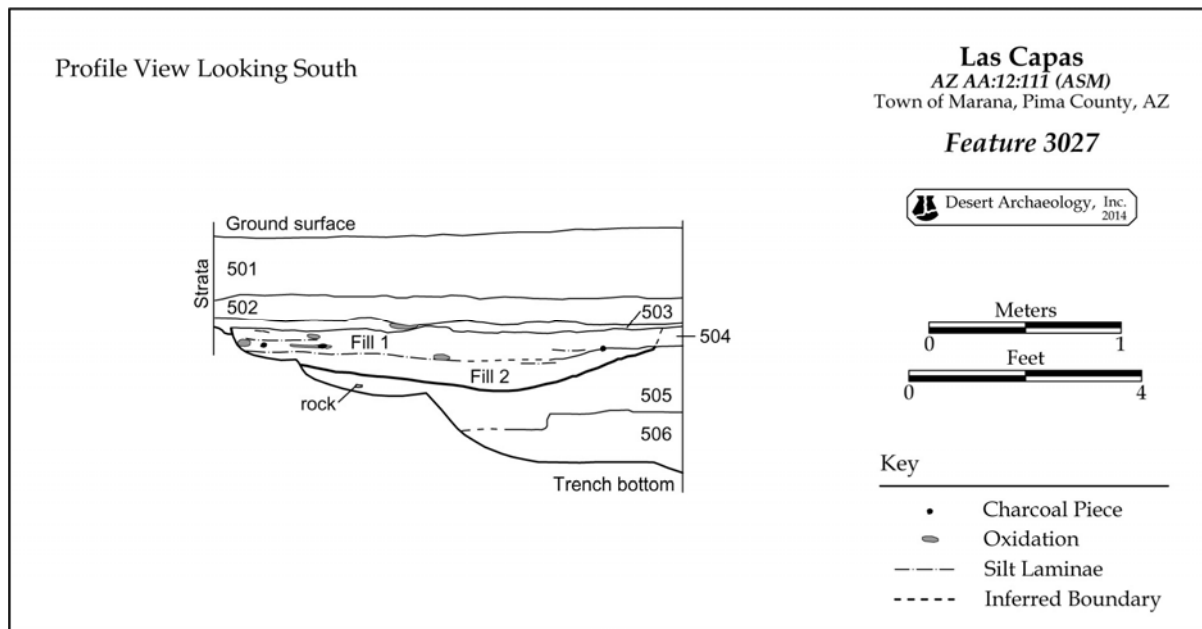 Profile View Looking South
Las Capas
AZ AA:12:111 (ASM)
Town of Marana, Pima County, AZ
Feature 3027
Desert Archaeology, Inc.
2014
Ground surface
Strata
501
502
503
504
Fill 1
Fill 2
rock
505
506
Trench bottom
Meters
0 1
Feet
0 4
Key
Charcoal Piece
Oxidation
Silt Laminae
Inferred Boundary